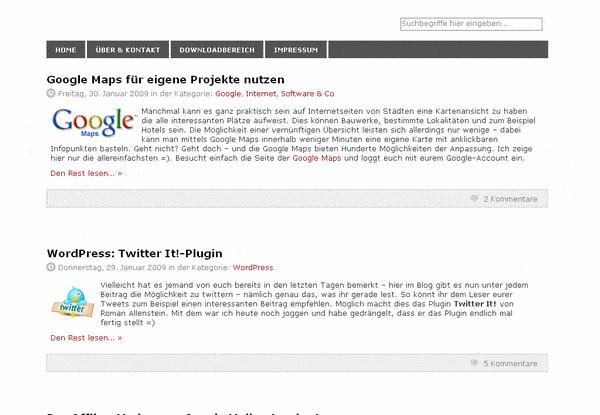 Suchbegriffe hier eingeben...
HOME ÜBER & KONTAKT DOWNLOADBEREICH IMPRESSUM
Google Maps für eigene Projekte nutzen
Freitag, 30. Januar 2009 in der Kategorie: Google, Internet, Software & Co
Google
Maps
Manchmal kann es ganz praktisch sein auf Internetseiten von Städten eine Kartenansicht zu haben
die alle interessanten Plätze aufweist. Dies können Bauwerke, bestimmte Lokalitäten und zum Beispiel
Hotels sein. Die Möglichkeit einer vernünftigen Übersicht leisten sich allerdings nur wenige – dabei
kann man mittels Google Maps innerhalb weniger Minuten eine eigene Karte mit anklickbaren
Infopunkten basteln. Geht nicht? Geht doch – und die Google Maps bieten Hunderte Möglichkeiten der Anpassung. Ich zeige
hier nur die allereinfachsten =). Besucht einfach die Seite der Google Maps und loggt euch mit eurem Google-Account ein.
Den Rest lesen... »
2 Kommentare
WordPress: Twitter It!-Plugin
Donnerstag, 29. Januar 2009 in der Kategorie: WordPress
twitter
Vielleicht hat es jemand von euch bereits in den letzten Tagen bemerkt – hier im Blog gibt es nun unter jedem
Beitrag die Möglichkeit zu twittern – nämlich genau das, was ihr gerade lest. So könnt ihr dem Leser eurer
Tweets zum Beispiel einen interessanten Beitrag empfehlen. Möglich macht dies das Plugin Twitter It! von
Roman Allenstein. Mit dem war ich heute noch joggen und habe gedrängelt, dass er das Plugin endlich mal
fertig stellt =)
Den Rest lesen... »
5 Kommentare